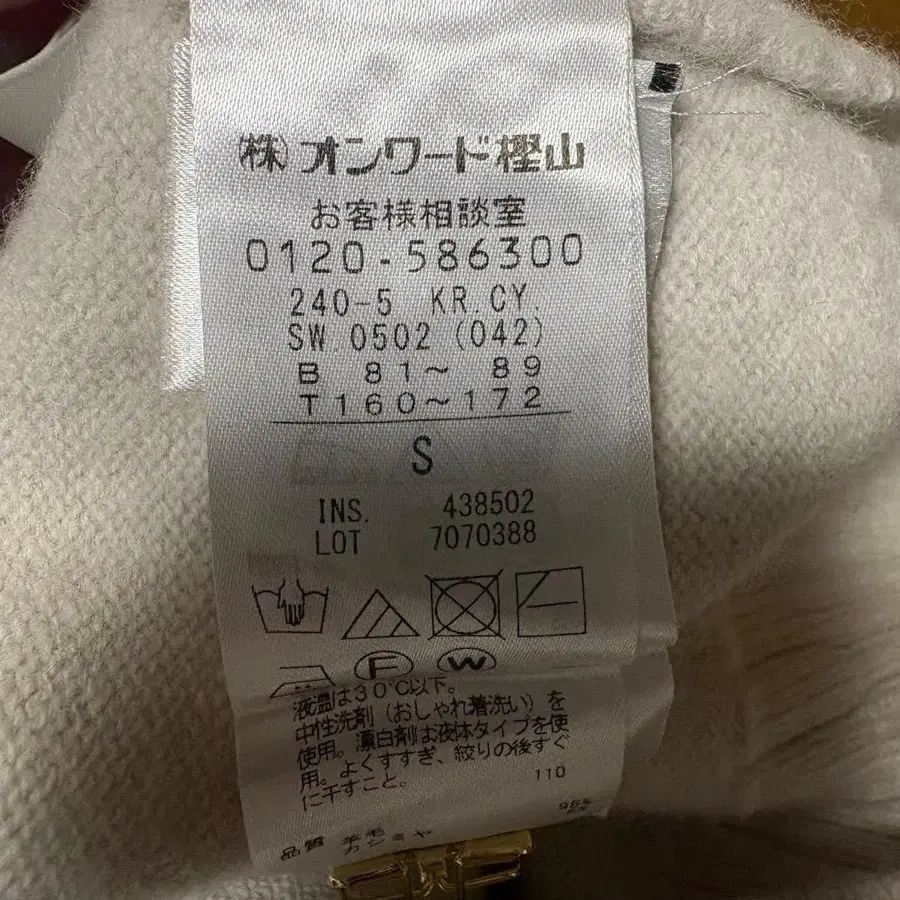 (株)オンワード樫山
お客様相談室
0120-586300
240-5 KR.CY.
SW.0502 (042)
B 81~ 89
T160~172
S
INS. 438502
LOT 7070388
F W
液温は30℃以下。
中性洗剤(おしゃれ着洗い)を
使用。漂白剤は液体タイプを使
用。よくすすぎ、絞りの後すぐ
に干すこと。 110
品質 羊毛 95%
カシミヤ